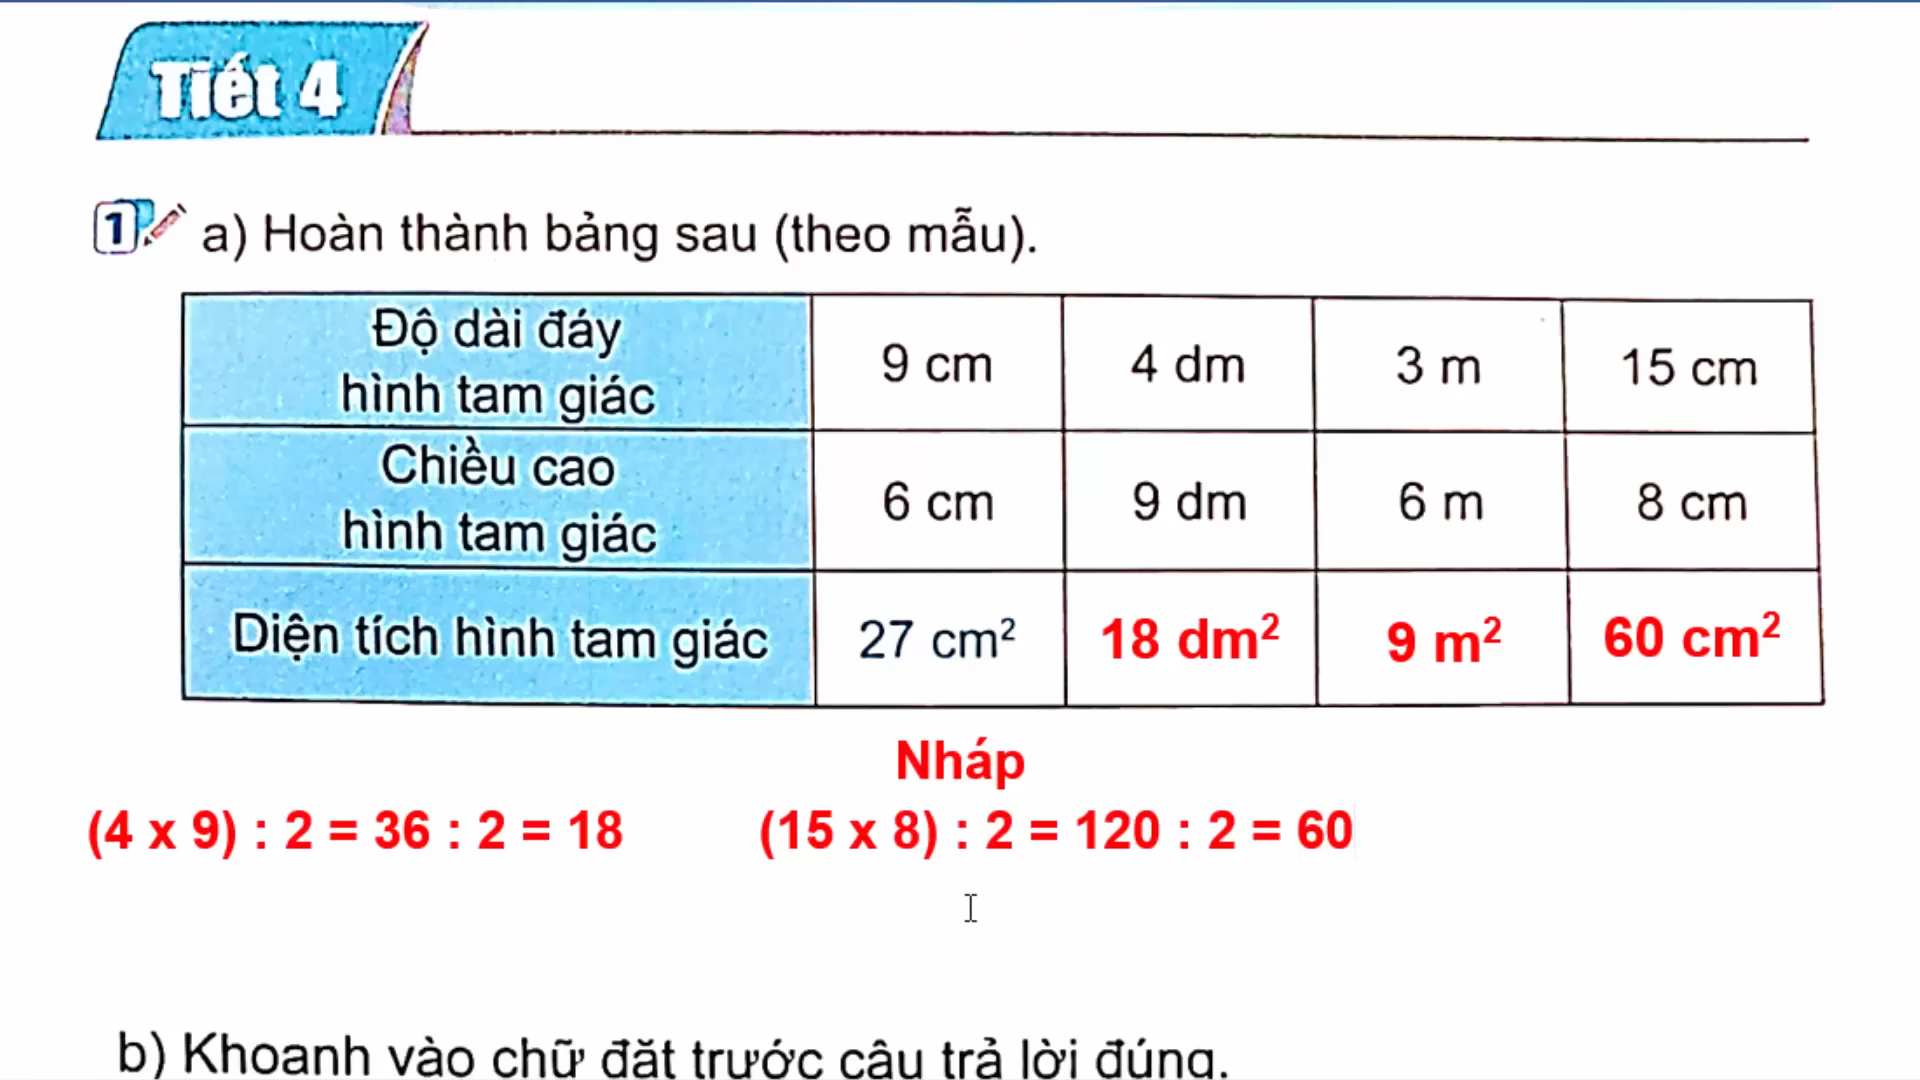 Tiết 4
1 a) Hoàn thành bảng sau (theo mẫu).
Độ dài đáy
hình tam giác
9 cm
4 dm
3 m
15 cm
Chiều cao
hình tam giác
6 cm
9 dm
6 m
8 cm
Diện tích hình tam giác
27 cm²
18 dm²
9 m²
60 cm²
Nháp
(4 x 9) : 2 = 36 : 2 = 18
(15 x 8) : 2 = 120 : 2 = 60
b) Khoanh vào chữ đặt trước câu trả lời đúng.